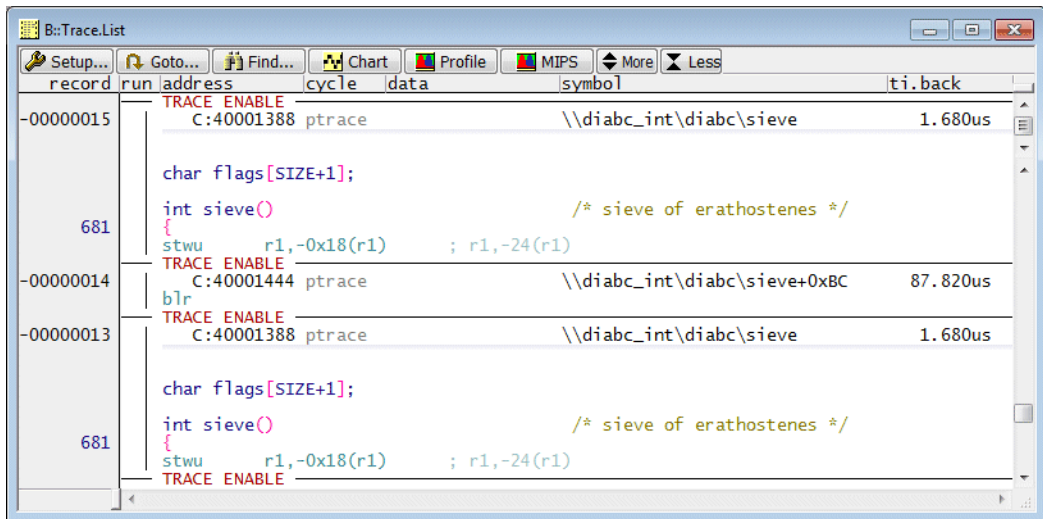 B::Trace.List
Setup... Goto... Find... Chart Profile MIPS More Less
record run address cycle data symbol ti.back
TRACE ENABLE
-00000015 C:40001388 ptrace \\diabc_int\diabc\sieve 1.680us
char flags[SIZE+1];
int sieve() /* sieve of erathostenes */
681 {
stwu r1,-0x18(r1) ; r1,-24(r1)
TRACE ENABLE
-00000014 C:40001444 ptrace \\diabc_int\diabc\sieve+0xBC 87.820us
blr
TRACE ENABLE
-00000013 C:40001388 ptrace \\diabc_int\diabc\sieve 1.680us
char flags[SIZE+1];
int sieve() /* sieve of erathostenes */
681 {
stwu r1,-0x18(r1) ; r1,-24(r1)
TRACE ENABLE